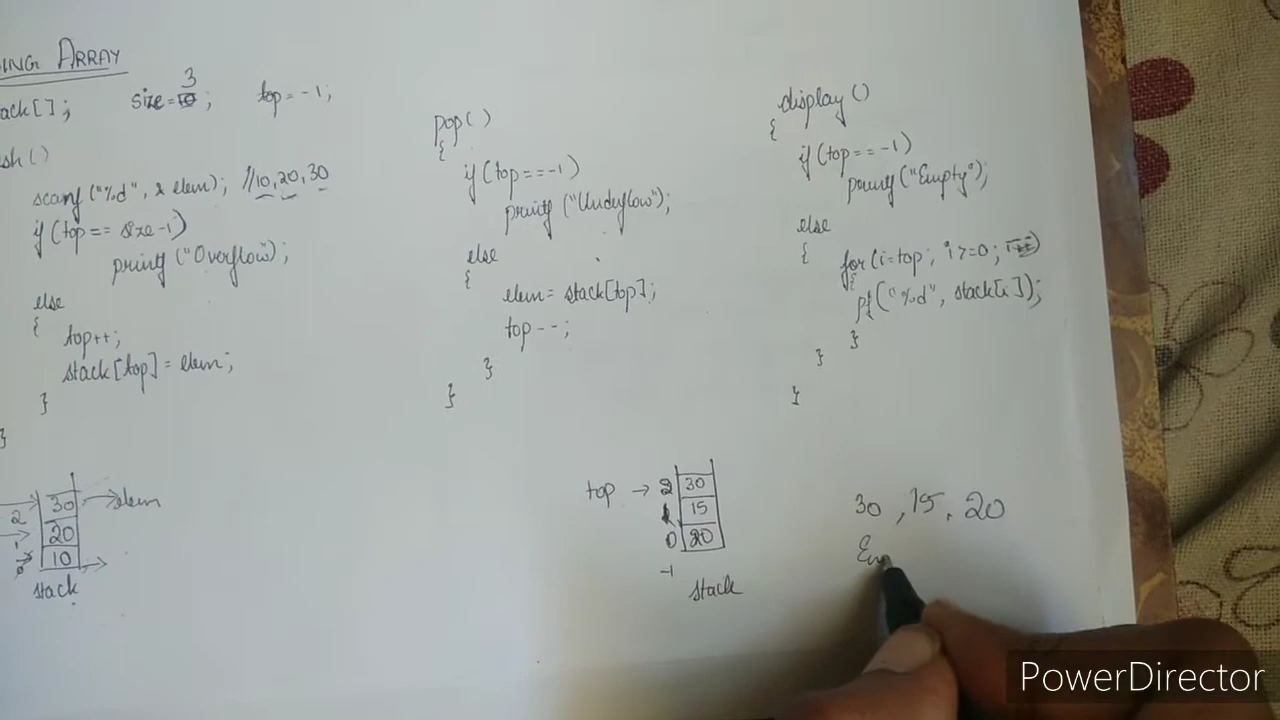 ING ARRAY
ack[]; size=3; top=-1;
sh()
scanf("%d", & elem); //10,20,30
if(top== size-1)
printf("Overflow");
else
{
top++;
stack[top]= elem;
}
}
30 → elem
2
20
1
10
stack
pop()
{
if(top==-1)
printf("Underflow");
else
{
elem= stack[top];
top--;
}
}
top → 2 30
15
0 20
-1
stack
display()
{
if(top==-1)
printf("Empty");
else
{
for(i=top; i>=0;
{
pf("%d", stack[i]);
}
}
}
30, 15, 20
Em
PowerDirector